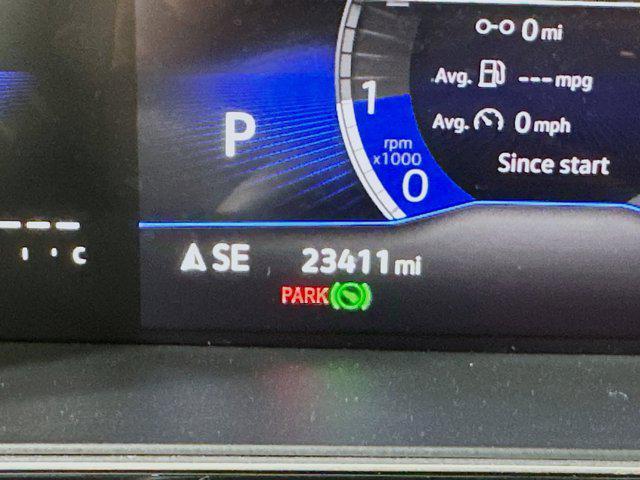 0 mi
Avg. --- mpg
Avg. 0 mph
Since start
P
1
rpm
x1000
0
C
SE 23411 mi
PARK